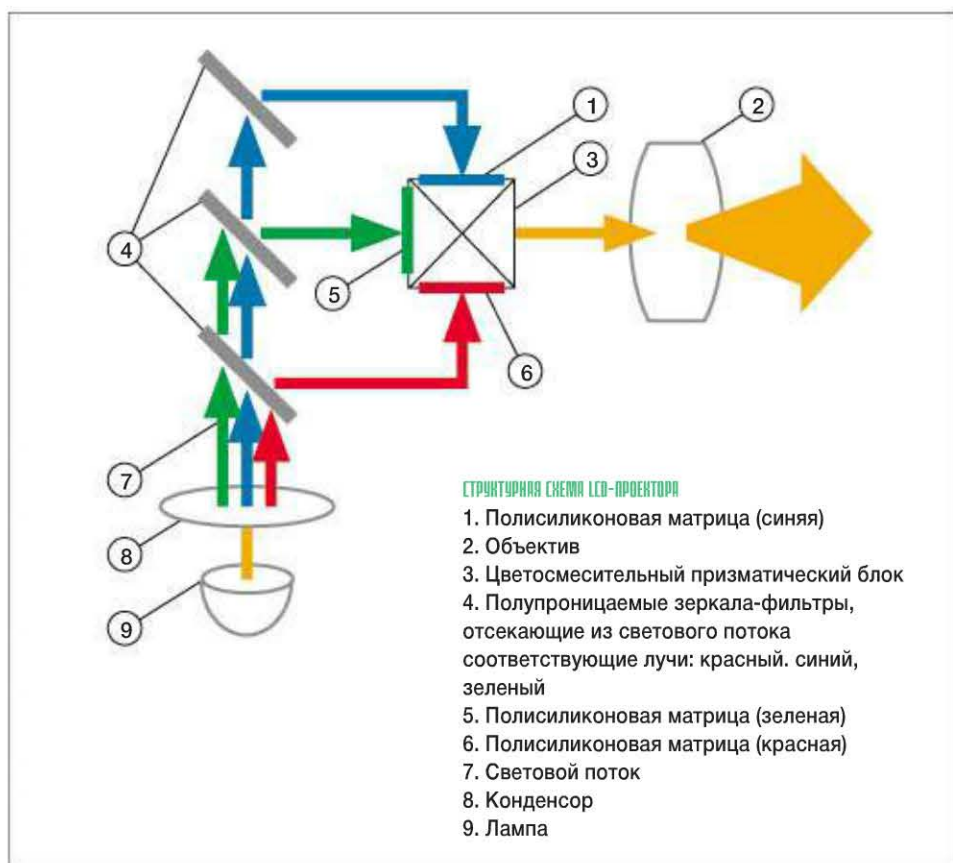 1
2
3
4
5
6
7
8
9
СТРУКТУРНАЯ СХЕМА LCD-ПРОЕКТОРА
1. Полисиликоновая матрица (синяя)
2. Объектив
3. Цветосмесительный призматический блок
4. Полупроницаемые зеркала-фильтры,
отсекающие из светового потока
соответствующие лучи: красный. синий,
зеленый
5. Полисиликоновая матрица (зеленая)
6. Полисиликоновая матрица (красная)
7. Световой поток
8. Конденсор
9. Лампа